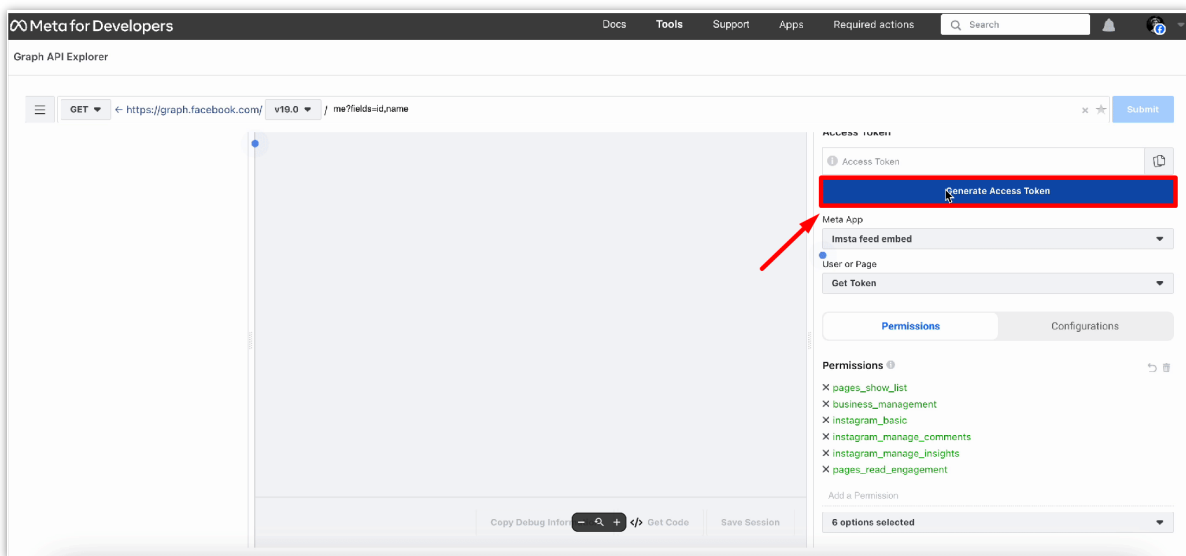 Meta for Developers
Docs
Tools
Support
Apps
Required actions
Search
Graph API Explorer
GET
https://graph.facebook.com/
v19.0
/
me?fields=id,name
Submit
Access Token
Access Token
Generate Access Token
Meta App
Imsta feed embed
User or Page
Get Token
Permissions
Configurations
Permissions
pages_show_list
business_management
instagram_basic
instagram_manage_comments
instagram_manage_insights
pages_read_engagement
Add a Permission
Copy Debug Infor
</> Get Code
Save Session
6 options selected